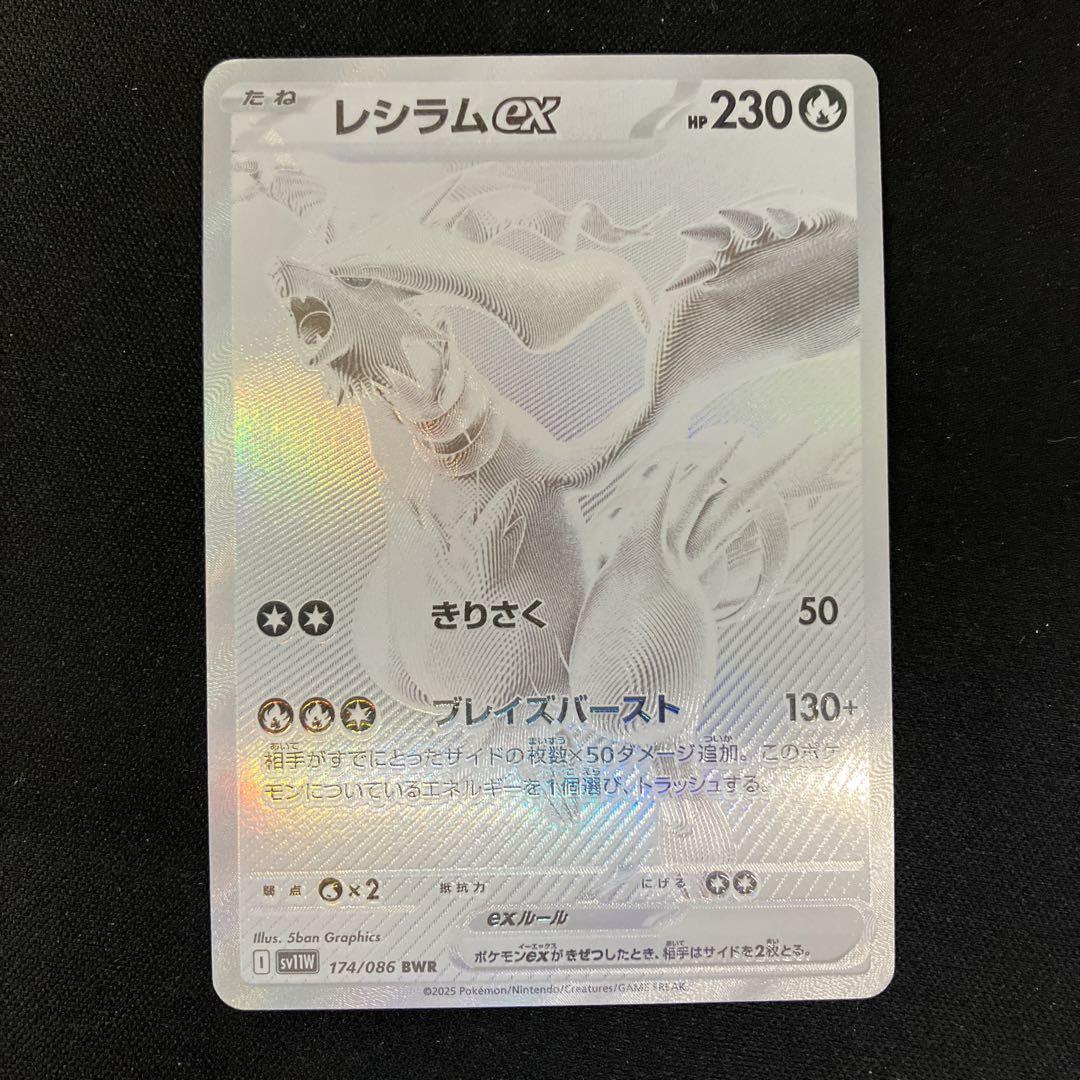 たね レシラムex HP230
きりさく 50
ブレイズバースト 130+
相手がすでにとったサイドの枚数×50ダメージ追加。このポケ
モンについているエネルギーを1個選び、トラッシュする。
弱点 ×2 抵抗力 にげる
exルール
ポケモンexがきぜつしたとき、相手はサイドを2枚とる。
Illus. 5ban Graphics
I sv11W 174/086 BWR
©2025 Pokémon/Nintendo/Creatures/GAME FREAK.